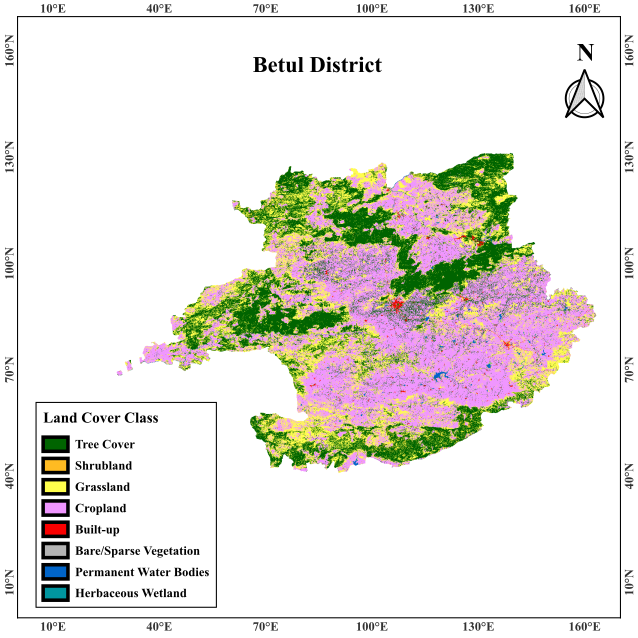 10°E 40°E 70°E 100°E 130°E 160°E
Betul District
N
160°N 160°N
130°N 130°N
100°N 100°N
70°N 70°N
40°N 40°N
10°N 10°N
Land Cover Class
Tree Cover
Shrubland
Grassland
Cropland
Built-up
Bare/Sparse Vegetation
Permanent Water Bodies
Herbaceous Wetland
10°E 40°E 70°E 100°E 130°E 160°E